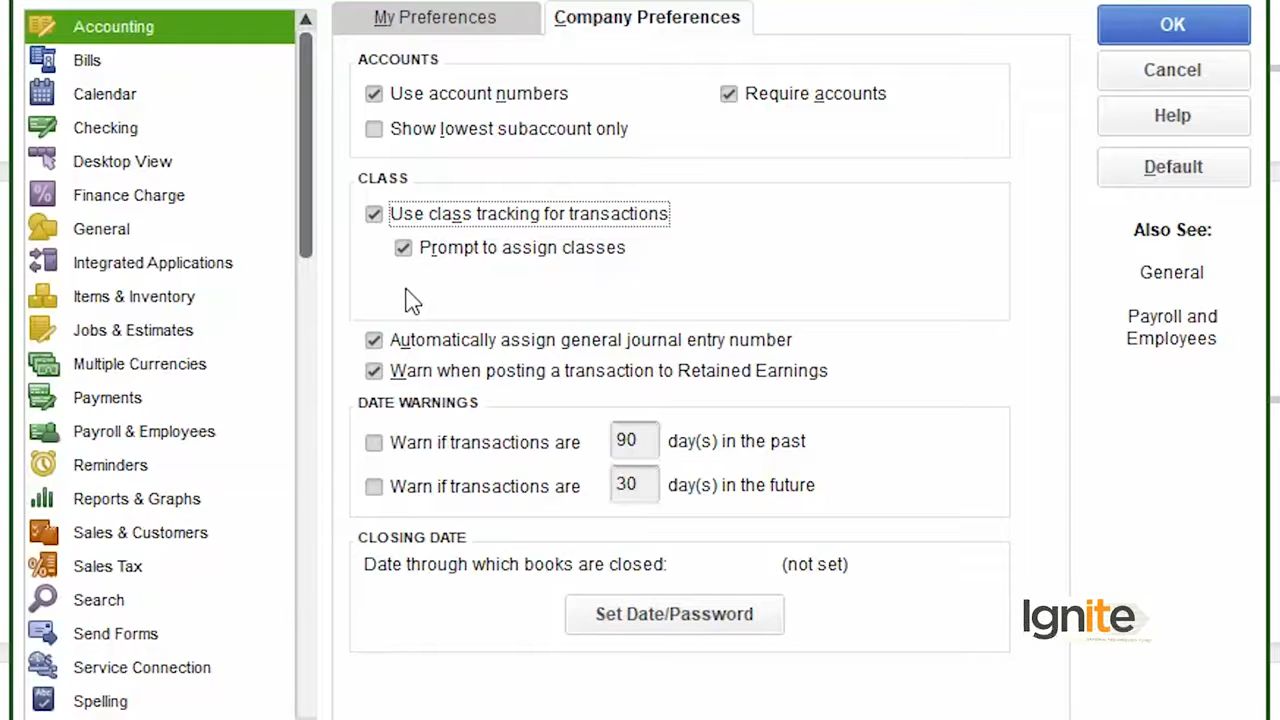 Accounting
Bills
Calendar
Checking
Desktop View
Finance Charge
General
Integrated Applications
Items & Inventory
Jobs & Estimates
Multiple Currencies
Payments
Payroll & Employees
Reminders
Reports & Graphs
Sales & Customers
Sales Tax
Search
Send Forms
Service Connection
Spelling
My Preferences
Company Preferences
ACCOUNTS
Use account numbers
Require accounts
Show lowest subaccount only
CLASS
Use class tracking for transactions
Prompt to assign classes
Automatically assign general journal entry number
Warn when posting a transaction to Retained Earnings
DATE WARNINGS
Warn if transactions are 90 day(s) in the past
Warn if transactions are 30 day(s) in the future
CLOSING DATE
Date through which books are closed: (not set)
Set Date/Password
OK
Cancel
Help
Default
Also See:
General
Payroll and
Employees
Ignite